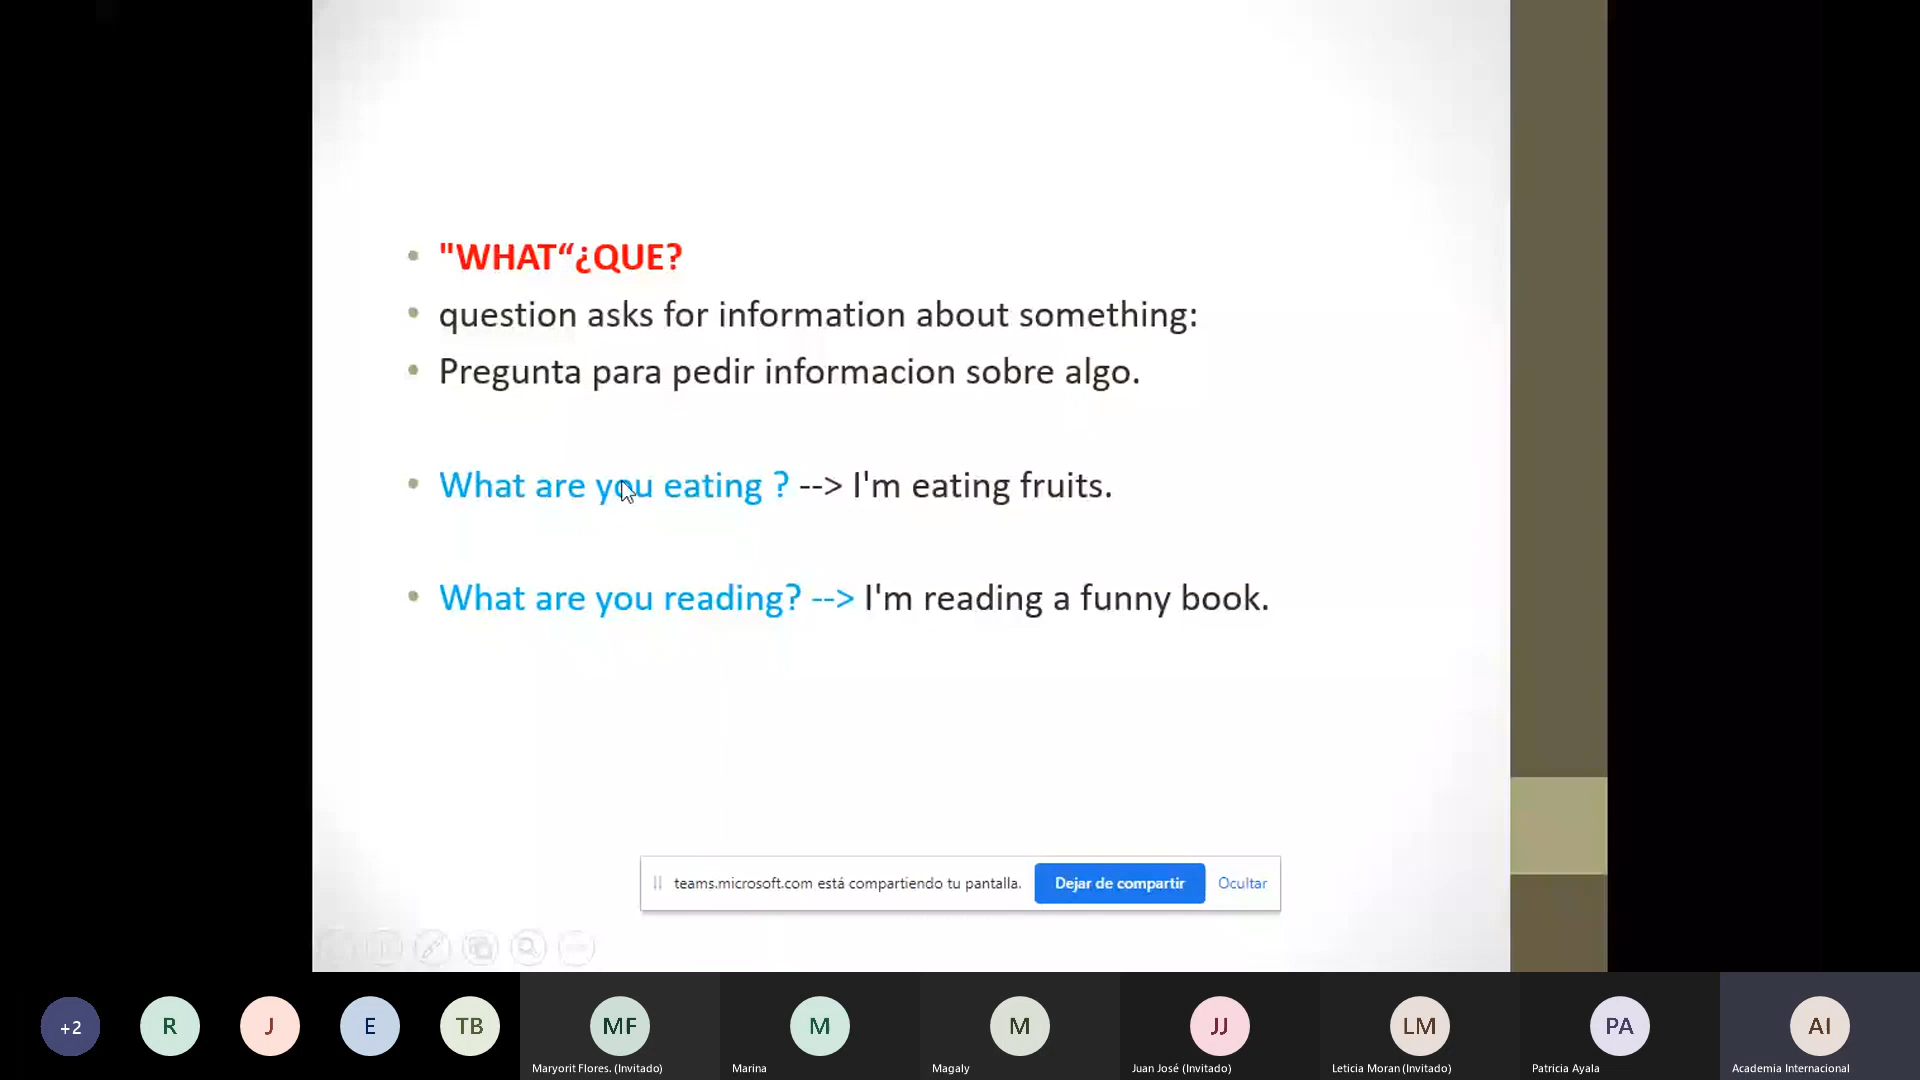 "WHAT“¿QUE?
question asks for information about something:
Pregunta para pedir informacion sobre algo.
What are you eating ? --> I'm eating fruits.
What are you reading? --> I'm reading a funny book.
teams.microsoft.com está compartiendo tu pantalla. Dejar de compartir Ocultar
+2 R J E TB MF M M JJ LM PA AI
Maryorit Flores. (Invitado) Marina Magaly Juan José (Invitado) Leticia Moran (Invitado) Patricia Ayala Academia Internacional